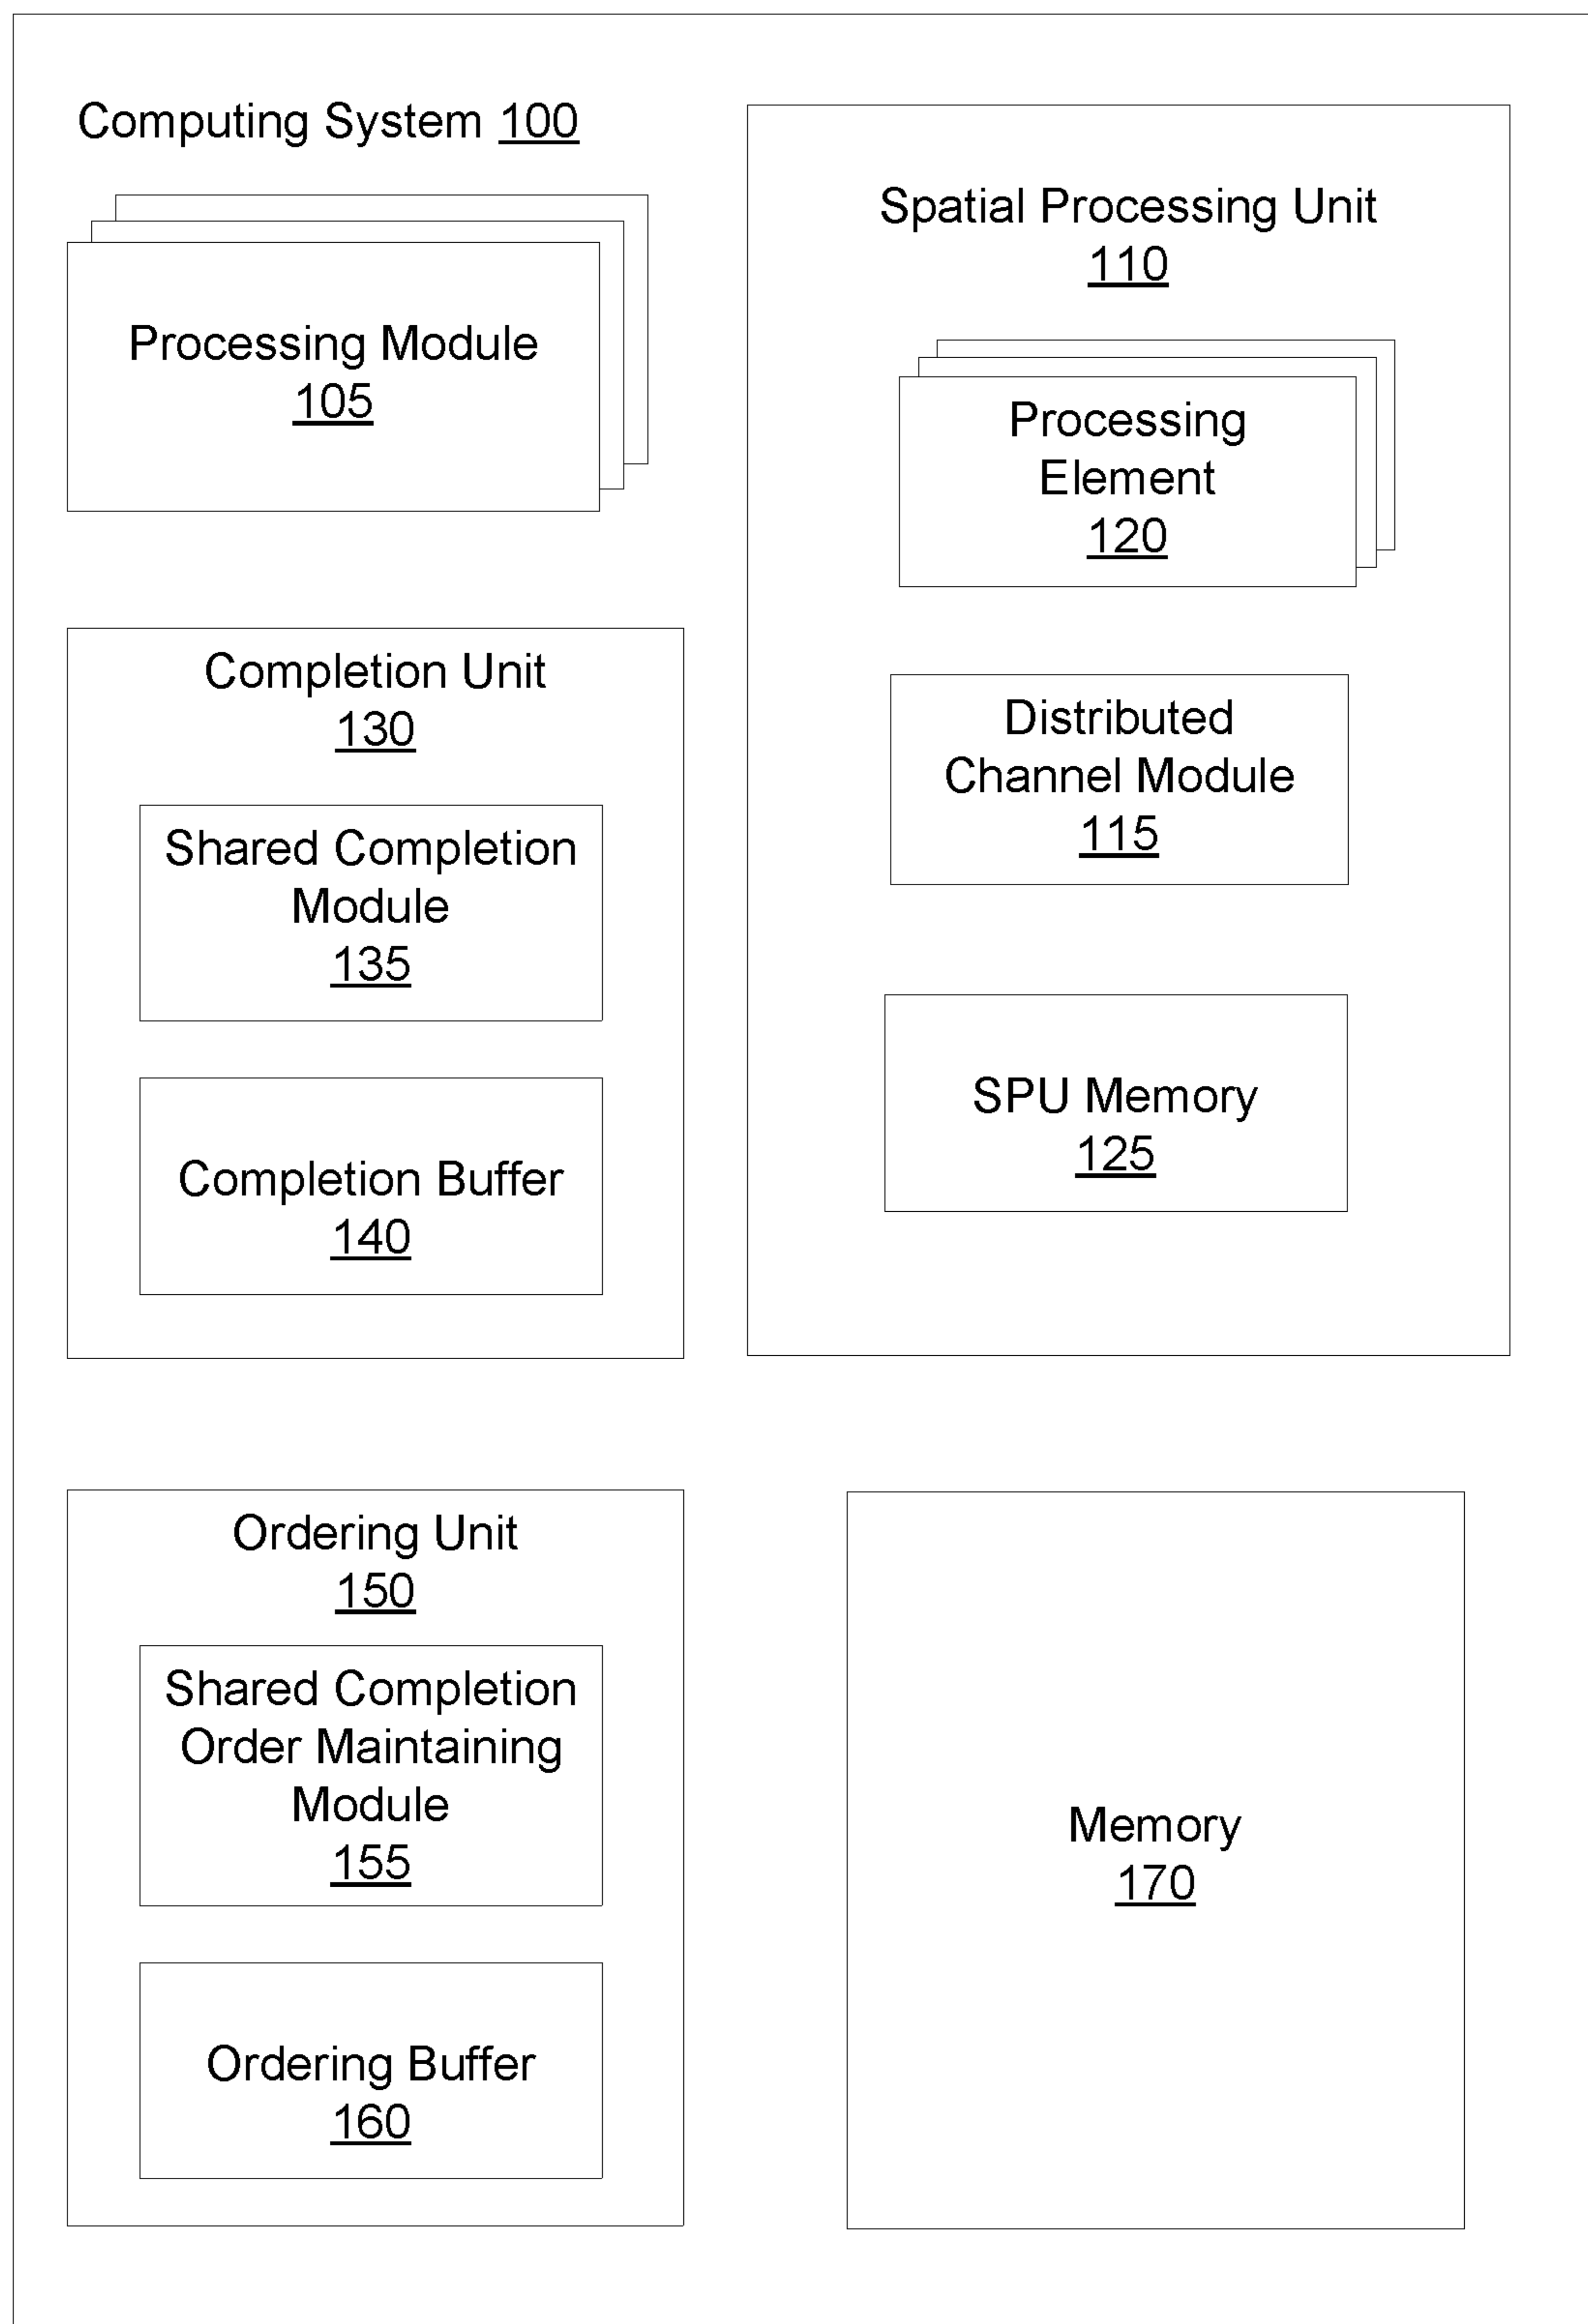 Computing System 100
Processing Module
105
Spatial Processing Unit
110
Processing
Element
120
Distributed
Channel Module
115
SPU Memory
125
Completion Unit
130
Shared Completion
Module
135
Completion Buffer
140
Ordering Unit
150
Shared Completion
Order Maintaining
Module
155
Ordering Buffer
160
Memory
170